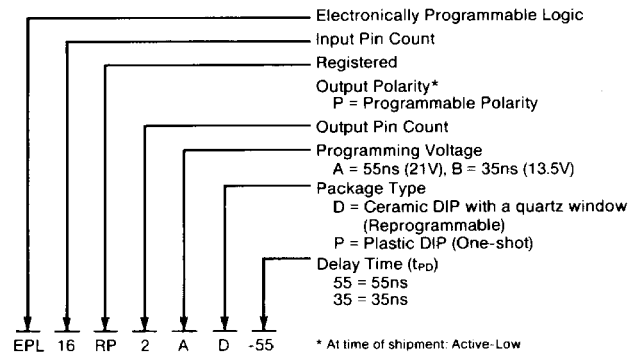 Electronically Programmable Logic
Input Pin Count
Registered
Output Polarity*
P = Programmable Polarity
Output Pin Count
Programming Voltage
A = 55ns (21V), B = 35ns (13.5V)
Package Type
D = Ceramic DIP with a quartz window
(Reprogrammable)
P = Plastic DIP (One-shot)
Delay Time (tPD)
55 = 55ns
35 = 35ns
EPL 16 RP 2 A D -55 * At time of shipment: Active-Low